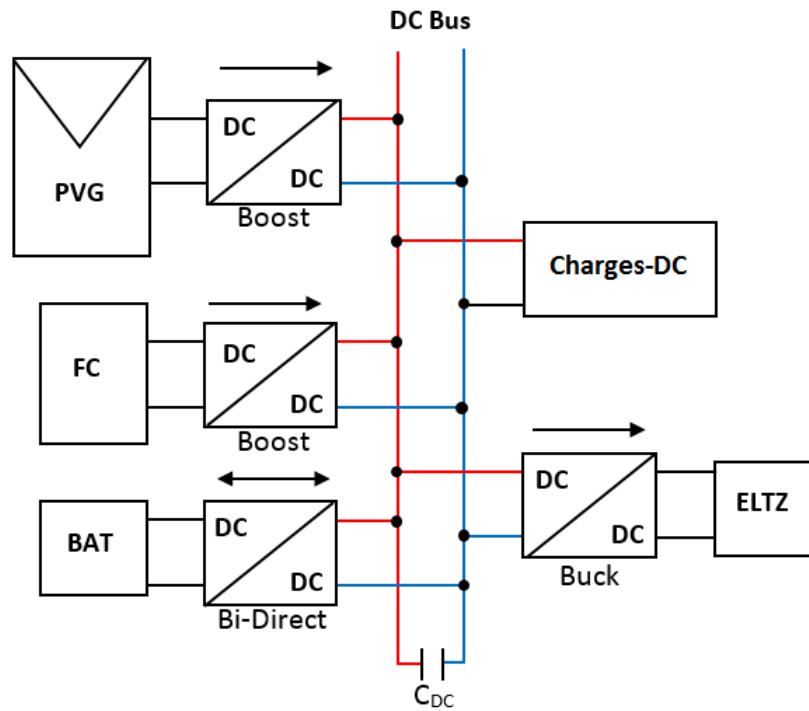 DC Bus
DC
DC
PVG
Boost
Charges-DC
DC
FC
DC
Boost
DC
ELTZ
DC
BAT
DC
DC
Buck
Bi-Direct
C_DC